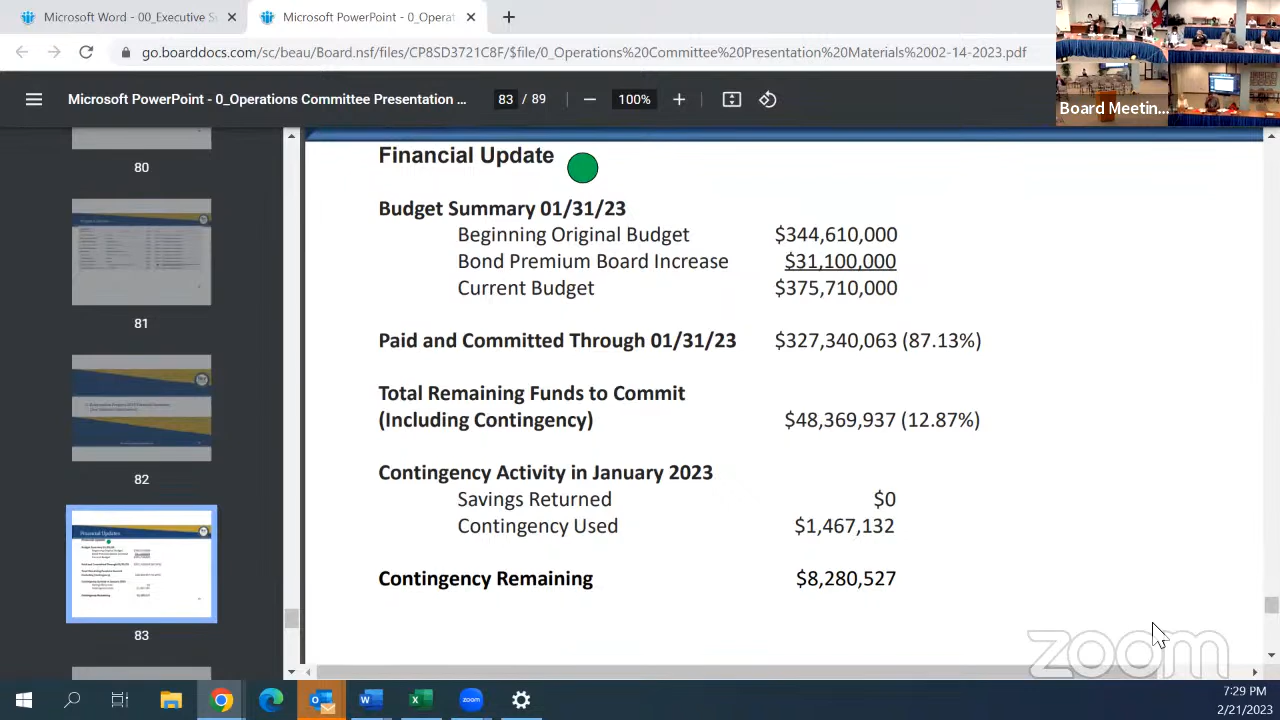 Microsoft Word - 00_Executive S
Microsoft PowerPoint - 0_Operat
go.boarddocs.com/sc/beau/Board.nsf/files/CP8SD3721CE8/$file/0_Operations%20Committee%20Presentation%20Materials%2002-14-2023.pdf
Microsoft PowerPoint - 0_Operations Committee Presentation ...
83 / 89
100%
Board Meetin...
80
81
82
83
Financial Updates
Financial Update
Budget Summary 01/31/23
Beginning Original Budget $344,610,000
Bond Premium Board Increase $31,100,000
Current Budget $375,710,000
Paid and Committed Through 01/31/23 $327,340,063 (87.13%)
Total Remaining Funds to Commit
(Including Contingency) $48,369,937 (12.87%)
Contingency Activity in January 2023
Savings Returned $0
Contingency Used $1,467,132
Contingency Remaining $8,280,527
zoom
zoom
7:29 PM
2/21/2023